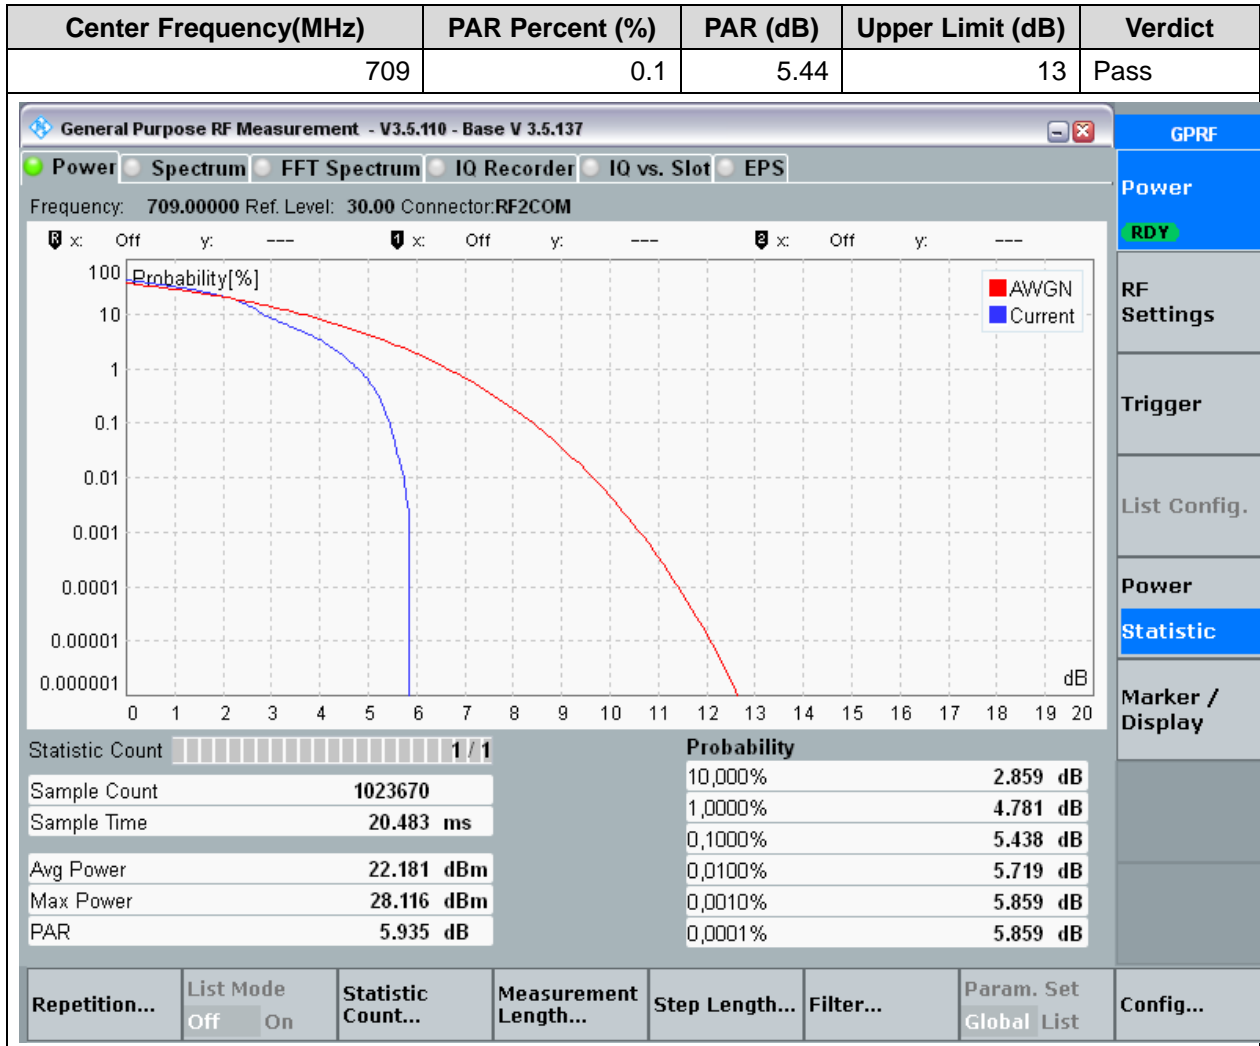 Center Frequency(MHz) PAR Percent (%) PAR (dB) Upper Limit (dB) Verdict
709 0.1 5.44 13 Pass
General Purpose RF Measurement - V3.5.110 - Base V 3.5.137
GPRF
Power Spectrum FFT Spectrum IQ Recorder IQ vs. Slot EPS
Power
RDY
Frequency: 709.00000 Ref. Level: 30.00 Connector:RF2COM
R x: Off y: --- 1 x: Off y: --- 2 x: Off y: ---
Probability[%]
AWGN
Current
100
10
1
0.1
0.01
0.001
0.0001
0.00001
0.000001
dB
0 1 2 3 4 5 6 7 8 9 10 11 12 13 14 15 16 17 18 19 20
RF
Settings
Trigger
List Config.
Power
Statistic
Marker /
Display
Statistic Count 1 / 1
Sample Count 1023670
Sample Time 20.483 ms
Avg Power 22.181 dBm
Max Power 28.116 dBm
PAR 5.935 dB
Probability
10,000% 2.859 dB
1,0000% 4.781 dB
0,1000% 5.438 dB
0,0100% 5.719 dB
0,0010% 5.859 dB
0,0001% 5.859 dB
Repetition...
List Mode
Off On
Statistic
Count...
Measurement
Length...
Step Length...
Filter...
Param. Set
Global List
Config...